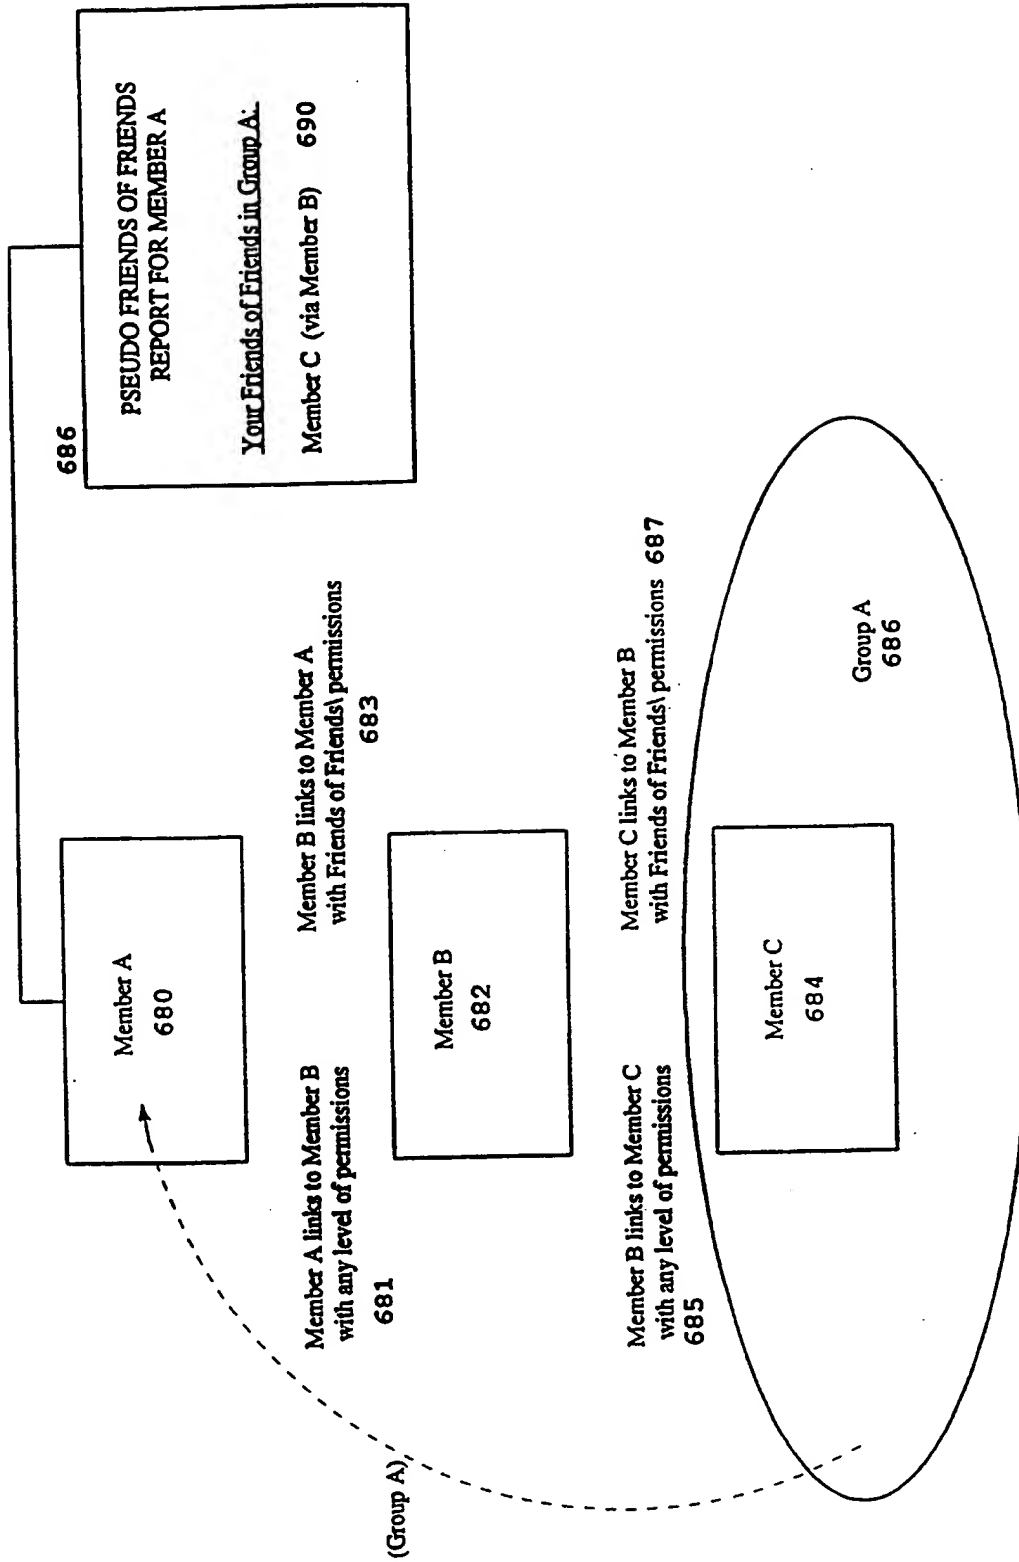 686
PSEUDO FRIENDS OF FRIENDS
REPORT FOR MEMBER A
Your Friends of Friends in Group A:
Member C (via Member B) 690
Member A
680
Member A links to Member B
with any level of permissions
681
Member B links to Member A
with Friends of Friends\ permissions
683
Member B
682
Member B links to Member C
with any level of permissions
685
Member C links to Member B
with Friends of Friends\ permissions 687
Member C
684
Group A
686
(Group A)